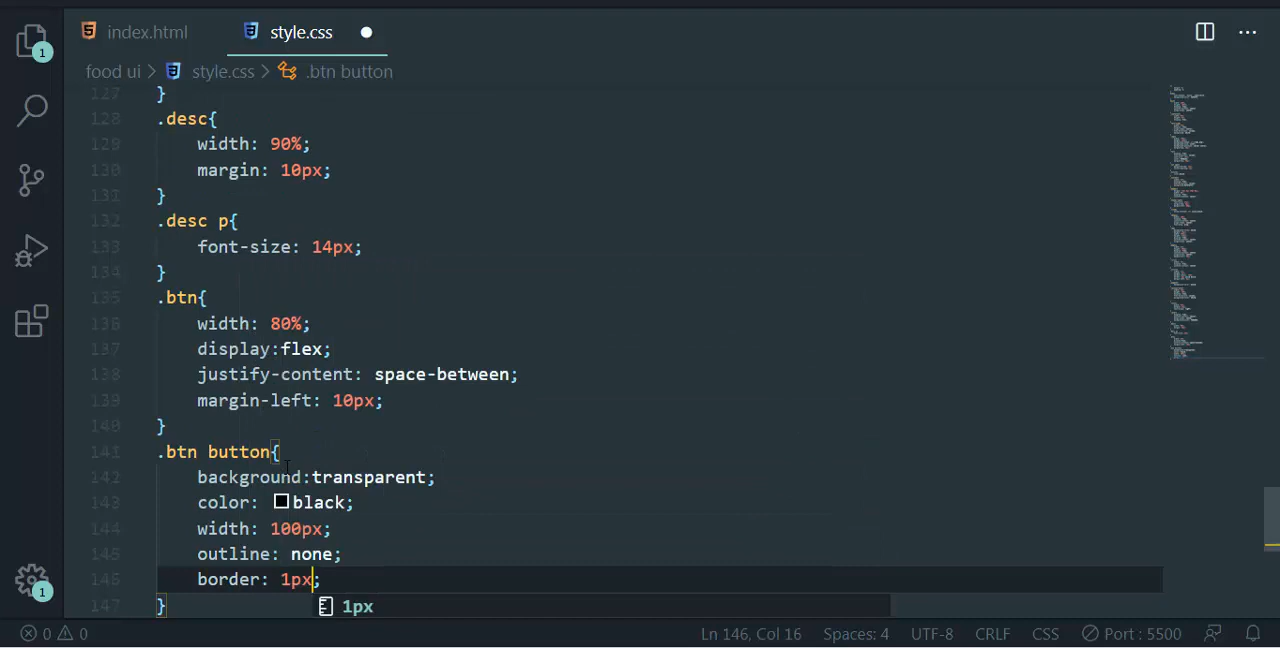 index.html
style.css
1
food ui > style.css > .btn button
127 }
128 .desc{
129 width: 90%;
130 margin: 10px;
131 }
132 .desc p{
133 font-size: 14px;
134 }
135 .btn{
136 width: 80%;
137 display:flex;
138 justify-content: space-between;
139 margin-left: 10px;
140 }
141 .btn button{
142 background:transparent;
143 color: black;
144 width: 100px;
145 outline: none;
146 border: 1px;
147 }
1px
1
0 0
Ln 146, Col 16 Spaces: 4 UTF-8 CRLF CSS Port : 5500